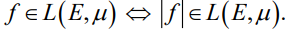 f ∈ L(E, μ) ⇔ |f| ∈ L(E, μ).